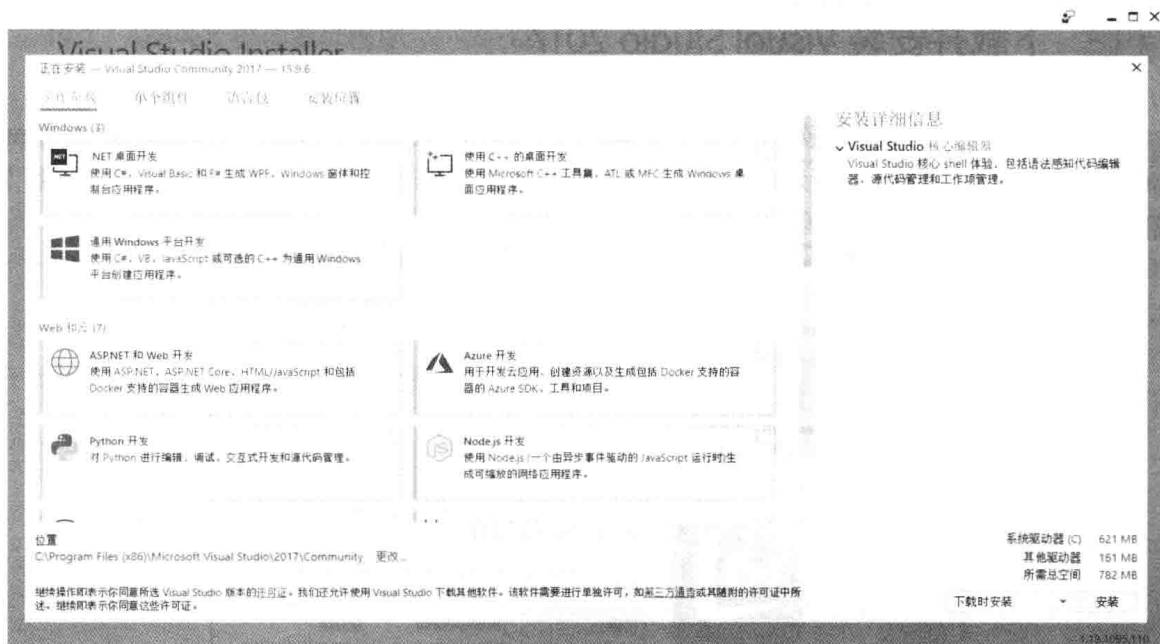 Visual Studio Installer
正在安装 — Visual Studio Community 2017 — 15.9.6
工作负载 单个组件 语言包 安装位置
Windows (3)
.NET 桌面开发
使用 C#、Visual Basic 和 F# 生成 WPF、Windows 窗体和控
制台应用程序。
使用 C++ 的桌面开发
使用 Microsoft C++ 工具集、ATL 或 MFC 生成 Windows 桌
面应用程序。
通用 Windows 平台开发
使用 C#、VB、JavaScript 或可选的 C++ 为通用 Windows
平台创建应用程序。
Web 和云 (7)
ASP.NET 和 Web 开发
使用 ASP.NET、ASP.NET Core、HTML/JavaScript 和包括
Docker 支持的容器生成 Web 应用程序。
Azure 开发
用于开发云应用、创建资源以及生成包括 Docker 支持的容
器的 Azure SDK、工具和项目。
Python 开发
对 Python 进行编辑、调试、交互式开发和源代码管理。
Node.js 开发
使用 Node.js(一个由异步事件驱动的 JavaScript 运行时)生
成可缩放的网络应用程序。
安装详细信息
Visual Studio 核心编辑器
Visual Studio 核心 shell 体验，包括语法感知代码编辑
器、源代码管理和工作项管理。
位置
C:\Program Files (x86)\Microsoft Visual Studio\2017\Community 更改...
系统驱动器 (C) 621 MB
其他驱动器 161 MB
所需总空间 782 MB
继续操作即表示你同意所选 Visual Studio 版本的许可证。我们还允许使用 Visual Studio 下载其他软件。该软件需要进行单独许可，如第三方通告或其随附的许可证中所
述。继续即表示你同意这些许可证。
下载时安装 安装
1.18.1095.110